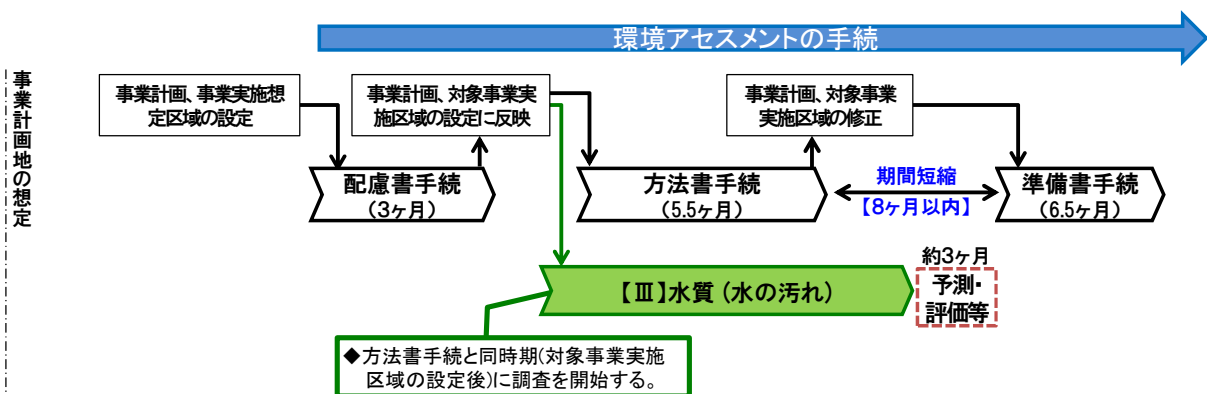 環境アセスメントの手続
事業計画地の想定
事業計画、事業実施想
定区域の設定
事業計画、対象事業実
施区域の設定に反映
事業計画、対象事業
実施区域の修正
配慮書手続
(3ヶ月)
方法書手続
(5.5ヶ月)
期間短縮
【8ヶ月以内】
準備書手続
(6.5ヶ月)
【Ⅲ】水質(水の汚れ)
約3ヶ月
予測・
評価等
◆方法書手続と同時期(対象事業実施
区域の設定後)に調査を開始する。